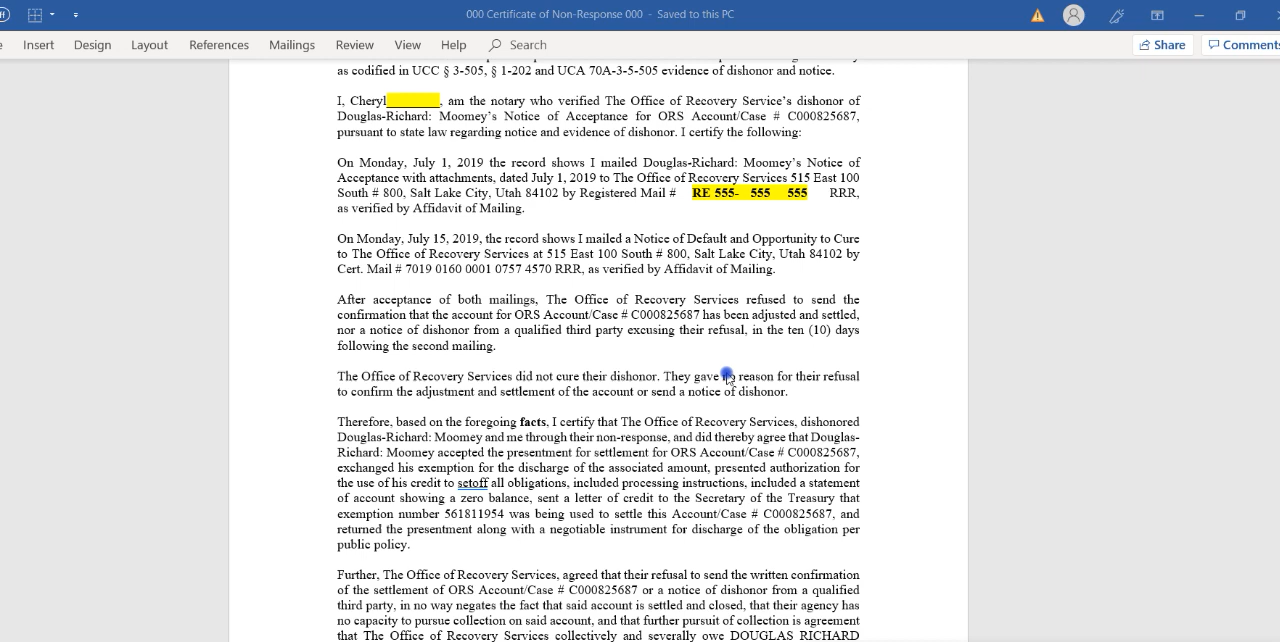 000 Certificate of Non-Response 000 - Saved to this PC
Insert Design Layout References Mailings Review View Help Search Share Comments
as codified in UCC § 3-505, § 1-202 and UCA 70A-3-5-505 evidence of dishonor and notice.
I, Cheryl________, am the notary who verified The Office of Recovery Service's dishonor of
Douglas-Richard: Moomey's Notice of Acceptance for ORS Account/Case # C000825687,
pursuant to state law regarding notice and evidence of dishonor. I certify the following:
On Monday, July 1, 2019 the record shows I mailed Douglas-Richard: Moomey's Notice of
Acceptance with attachments, dated July 1, 2019 to The Office of Recovery Services 515 East 100
South # 800, Salt Lake City, Utah 84102 by Registered Mail # RE 555- 555 555 RRR,
as verified by Affidavit of Mailing.
On Monday, July 15, 2019, the record shows I mailed a Notice of Default and Opportunity to Cure
to The Office of Recovery Services at 515 East 100 South # 800, Salt Lake City, Utah 84102 by
Cert. Mail # 7019 0160 0001 0757 4570 RRR, as verified by Affidavit of Mailing.
After acceptance of both mailings, The Office of Recovery Services refused to send the
confirmation that the account for ORS Account/Case # C000825687 has been adjusted and settled,
nor a notice of dishonor from a qualified third party excusing their refusal, in the ten (10) days
following the second mailing.
The Office of Recovery Services did not cure their dishonor. They gave no reason for their refusal
to confirm the adjustment and settlement of the account or send a notice of dishonor.
Therefore, based on the foregoing facts, I certify that The Office of Recovery Services, dishonored
Douglas-Richard: Moomey and me through their non-response, and did thereby agree that Douglas-
Richard: Moomey accepted the presentment for settlement for ORS Account/Case # C000825687,
exchanged his exemption for the discharge of the associated amount, presented authorization for
the use of his credit to setoff all obligations, included processing instructions, included a statement
of account showing a zero balance, sent a letter of credit to the Secretary of the Treasury that
exemption number 561811954 was being used to settle this Account/Case # C000825687, and
returned the presentment along with a negotiable instrument for discharge of the obligation per
public policy.
Further, The Office of Recovery Services, agreed that their refusal to send the written confirmation
of the settlement of ORS Account/Case # C000825687 or a notice of dishonor from a qualified
third party, in no way negates the fact that said account is settled and closed, that their agency has
no capacity to pursue collection on said account, and that further pursuit of collection is agreement
that The Office of Recovery Services collectively and severally owe DOUGLAS RICHARD